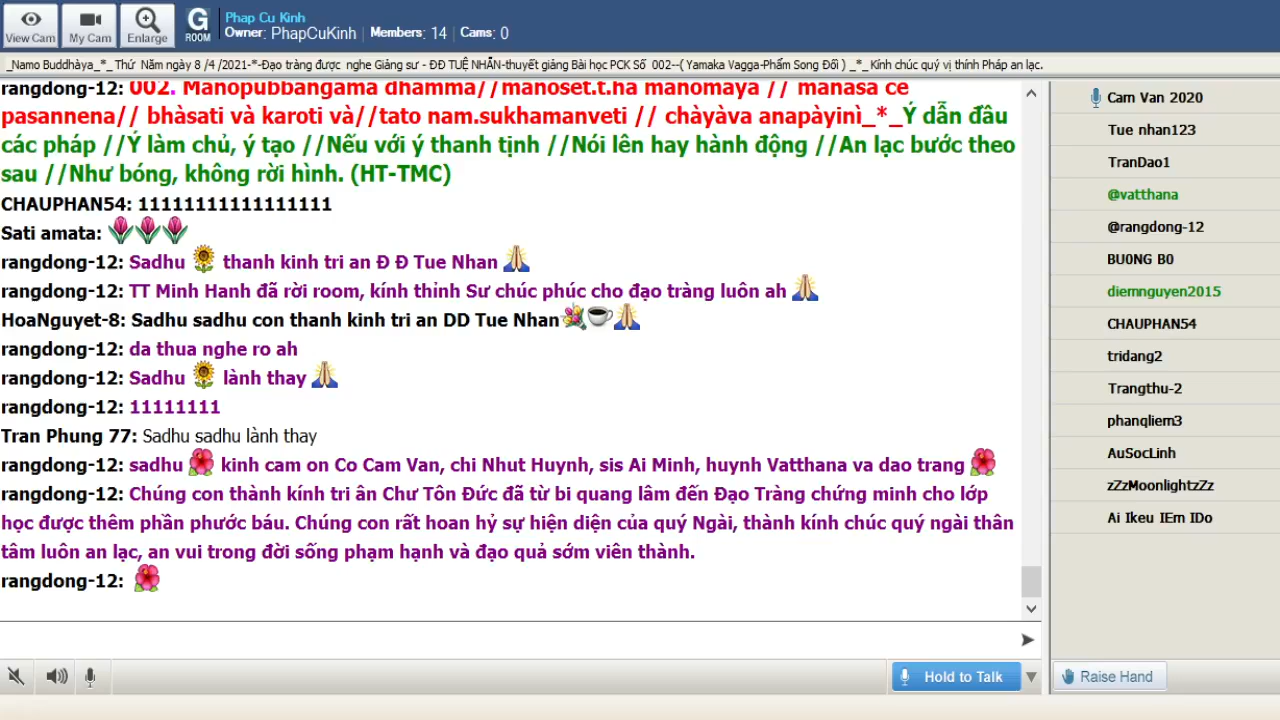 View Cam
My Cam
Enlarge
G
ROOM
Phap Cu Kinh
Owner: PhapCuKinh | Members: 14 | Cams: 0
_Namo Buddhàya_*_ Thứ Năm ngày 8 /4 /2021-*-Đạo tràng được nghe Giảng sư - ĐĐ TUỆ NHẪN-thuyết giảng Bài học PCK Số 002--( Yamaka Vagga-Phẩm Song Đối ) _*_ Kính chúc quý vị thính Pháp an lạc.
rangdong-12: 002. Manopubbangama dhamma//manoset.t.ha manomaya // manasa ce
pasannena// bhàsati và karoti và//tato nam.sukhamanveti // chàyàva anapàyinì_*_Ý dẫn đầu
các pháp //Ý làm chủ, ý tạo //Nếu với ý thanh tịnh //Nói lên hay hành động //An lạc bước theo
sau //Như bóng, không rời hình. (HT-TMC)
CHAUPHAN54: 11111111111111111
Sati amata:
rangdong-12: Sadhu thanh kinh tri an Đ Đ Tue Nhan
rangdong-12: TT Minh Hanh đã rời room, kính thỉnh Sư chúc phúc cho đạo tràng luôn ah
HoaNguyet-8: Sadhu sadhu con thanh kinh tri an DD Tue Nhan
rangdong-12: da thua nghe ro ah
rangdong-12: Sadhu lành thay
rangdong-12: 11111111
Tran Phung 77: Sadhu sadhu lành thay
rangdong-12: sadhu kinh cam on Co Cam Van, chi Nhut Huynh, sis Ai Minh, huynh Vatthana va dao trang
rangdong-12: Chúng con thành kính tri ân Chư Tôn Đức đã từ bi quang lâm đến Đạo Tràng chứng minh cho lớp
học được thêm phần phước báu. Chúng con rất hoan hỷ sự hiện diện của quý Ngài, thành kính chúc quý ngài thân
tâm luôn an lạc, an vui trong đời sống phạm hạnh và đạo quả sớm viên thành.
rangdong-12:
Hold to Talk
Cam Van 2020
Tue nhan123
TranDao1
@vatthana
@rangdong-12
BU0NG B0
diemnguyen2015
CHAUPHAN54
tridang2
Trangthu-2
phanqliem3
AuSocLinh
zZzMoonlightzZz
Ai Ikeu IEm IDo
Raise Hand